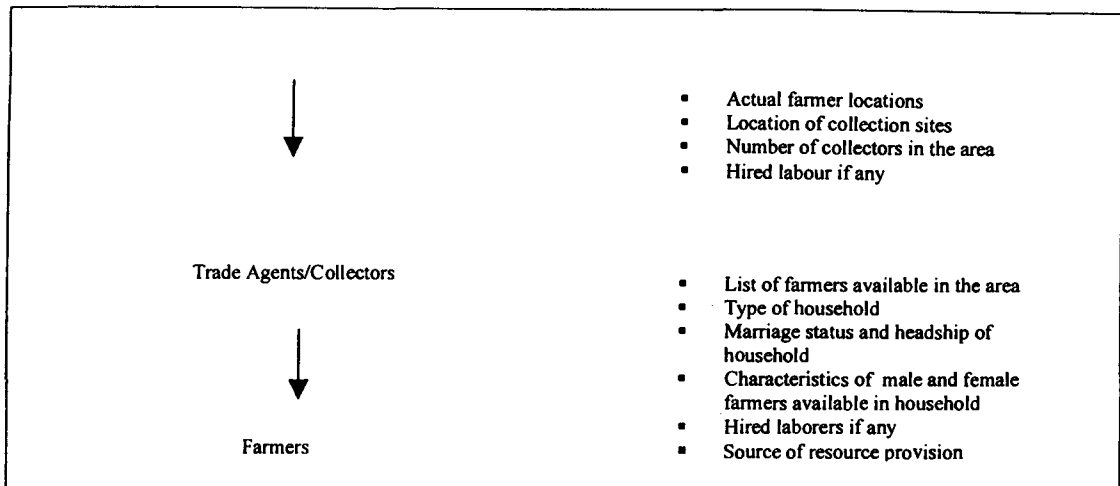 ▪ Actual farmer locations
▪ Location of collection sites
▪ Number of collectors in the area
▪ Hired labour if any
Trade Agents/Collectors
▪ List of farmers available in the area
▪ Type of household
▪ Marriage status and headship of
household
▪ Characteristics of male and female
farmers available in household
▪ Hired laborers if any
▪ Source of resource provision
Farmers